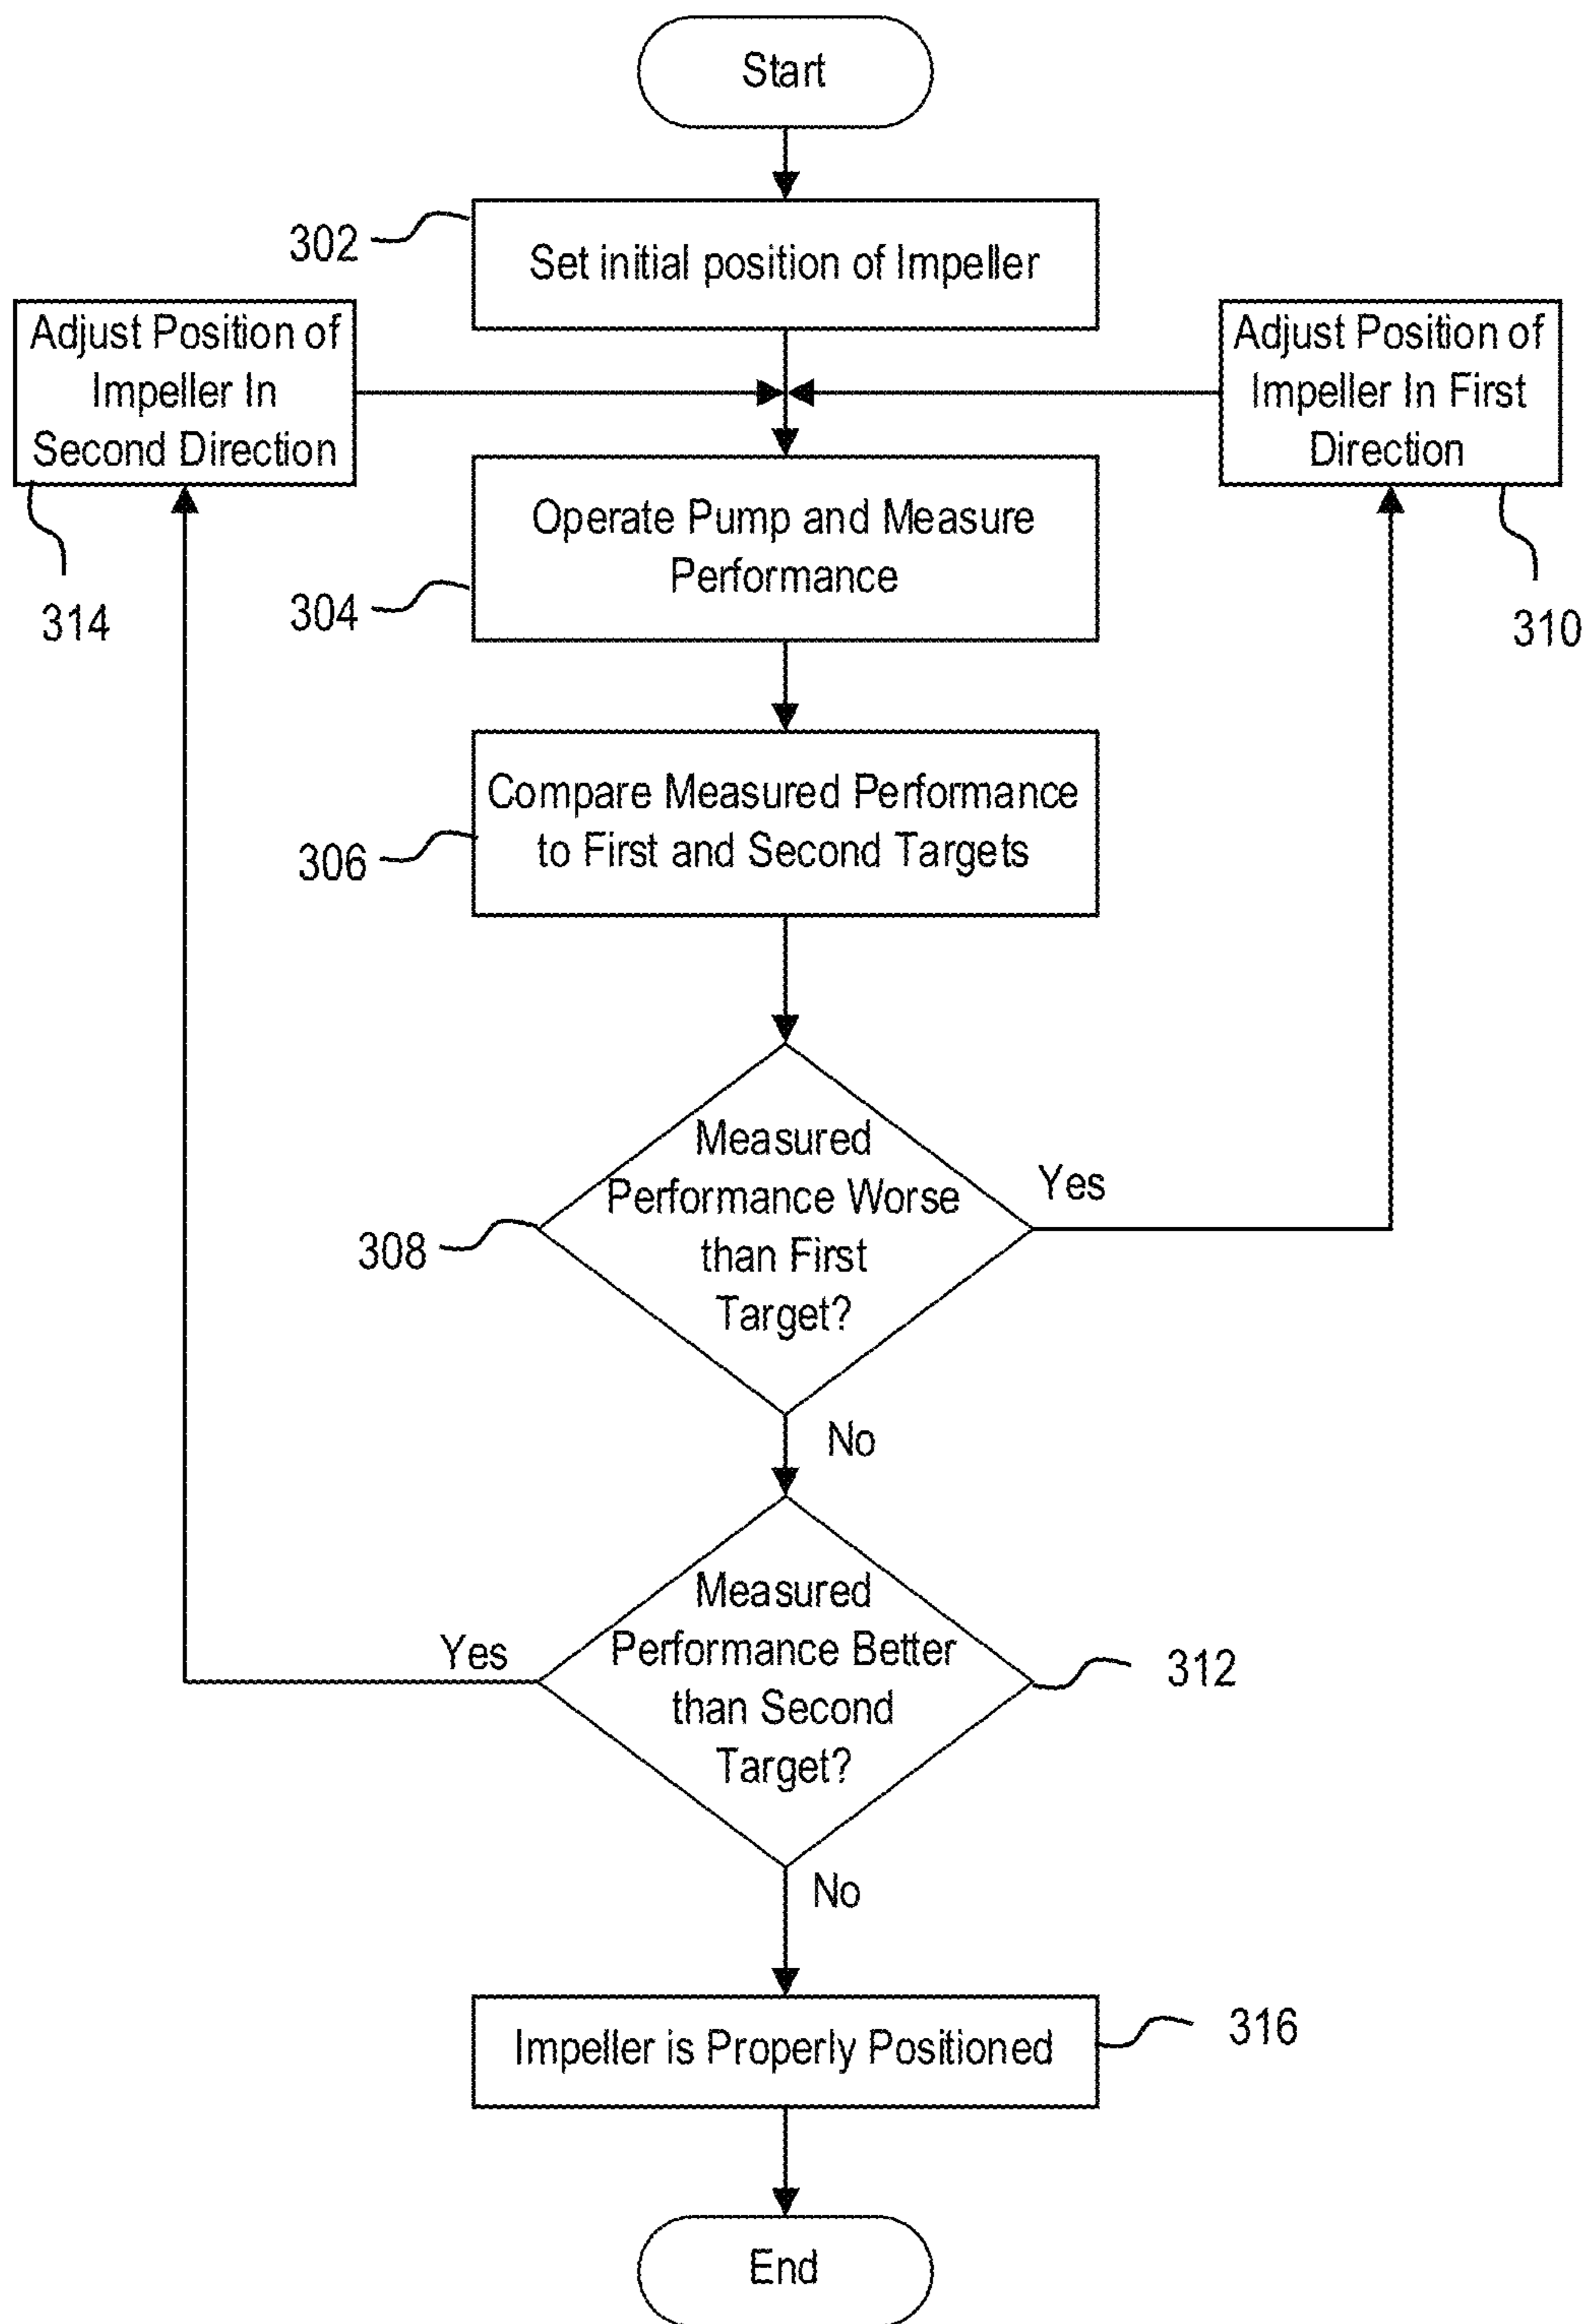 Start
302
Set initial position of Impeller
Adjust Position of
Impeller In
Second Direction
314
Adjust Position of
Impeller In First
Direction
310
Operate Pump and Measure
Performance
304
Compare Measured Performance
to First and Second Targets
306
Measured
Performance Worse
than First
Target?
308
Yes
No
Measured
Performance Better
than Second
Target?
Yes
312
No
Impeller is Properly Positioned
316
End